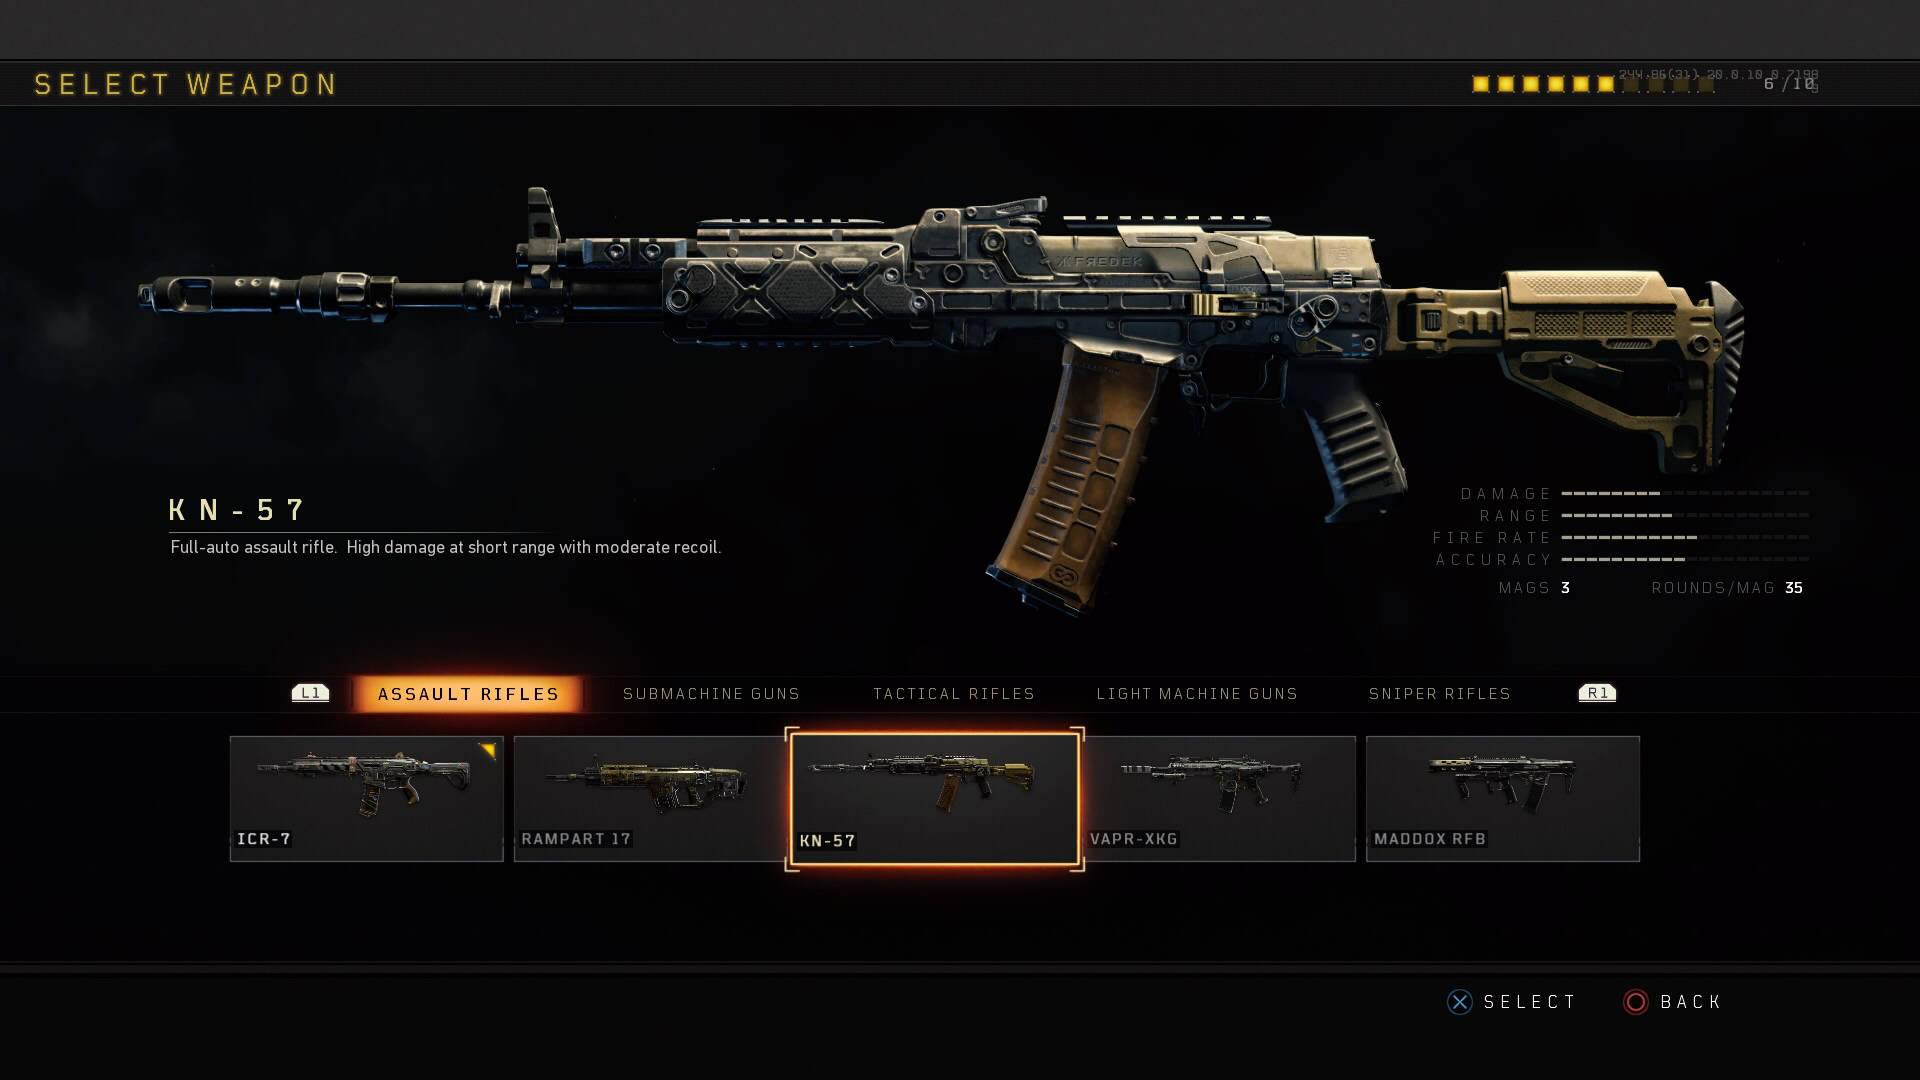 SELECT WEAPON
6 / 10
KN-57
Full-auto assault rifle. High damage at short range with moderate recoil.
DAMAGE
RANGE
FIRE RATE
ACCURACY
MAGS 3 ROUNDS/MAG 35
L1 ASSAULT RIFLES SUBMACHINE GUNS TACTICAL RIFLES LIGHT MACHINE GUNS SNIPER RIFLES R1
ICR-7 RAMPART 17 KN-57 VAPR-XKG MADDOX RFB
SELECT BACK